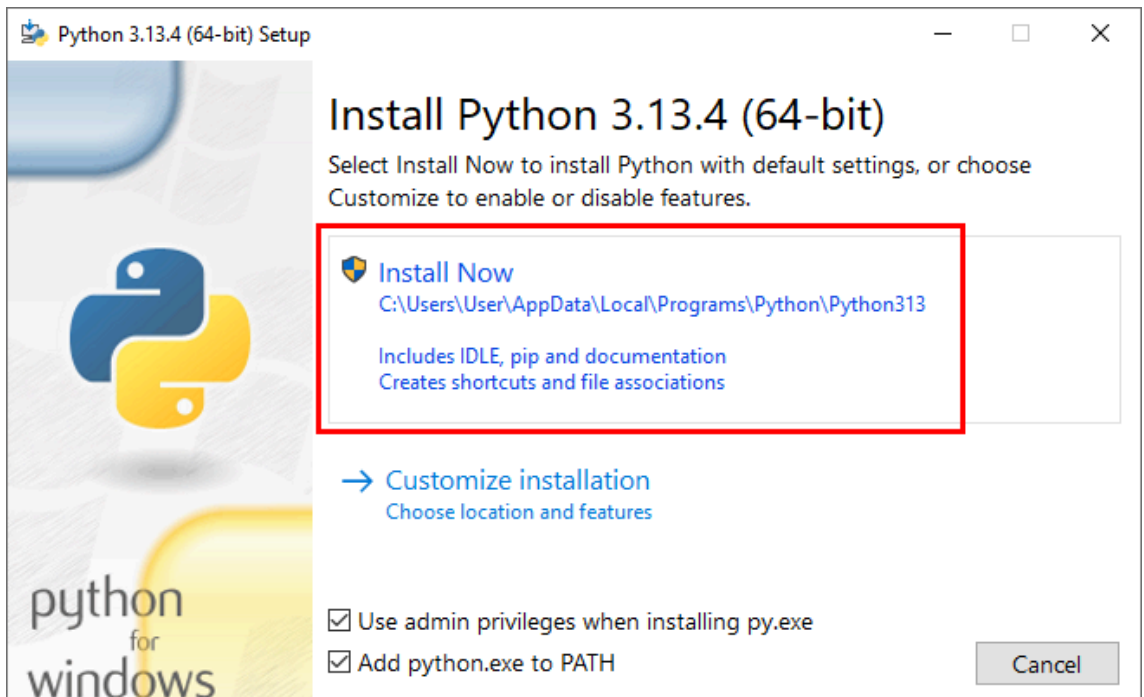 Python 3.13.4 (64-bit) Setup
Install Python 3.13.4 (64-bit)
Select Install Now to install Python with default settings, or choose
Customize to enable or disable features.
Install Now
C:\Users\User\AppData\Local\Programs\Python\Python313
Includes IDLE, pip and documentation
Creates shortcuts and file associations
Customize installation
Choose location and features
python
for
windows
Use admin privileges when installing py.exe
Add python.exe to PATH
Cancel